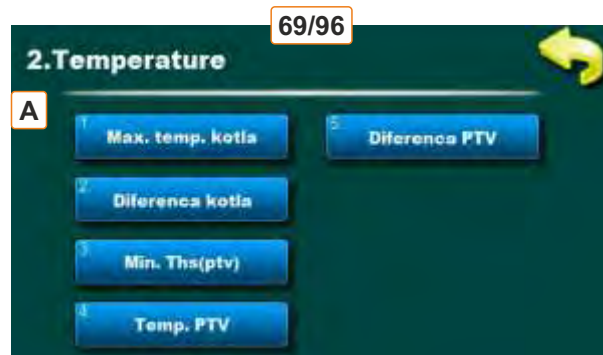 69/96
2.Temperature
A
1 Max. temp. kotla
2 Diferenca kotla
3 Min. Ths(ptv)
4 Temp. PTV
5 Diferenca PTV